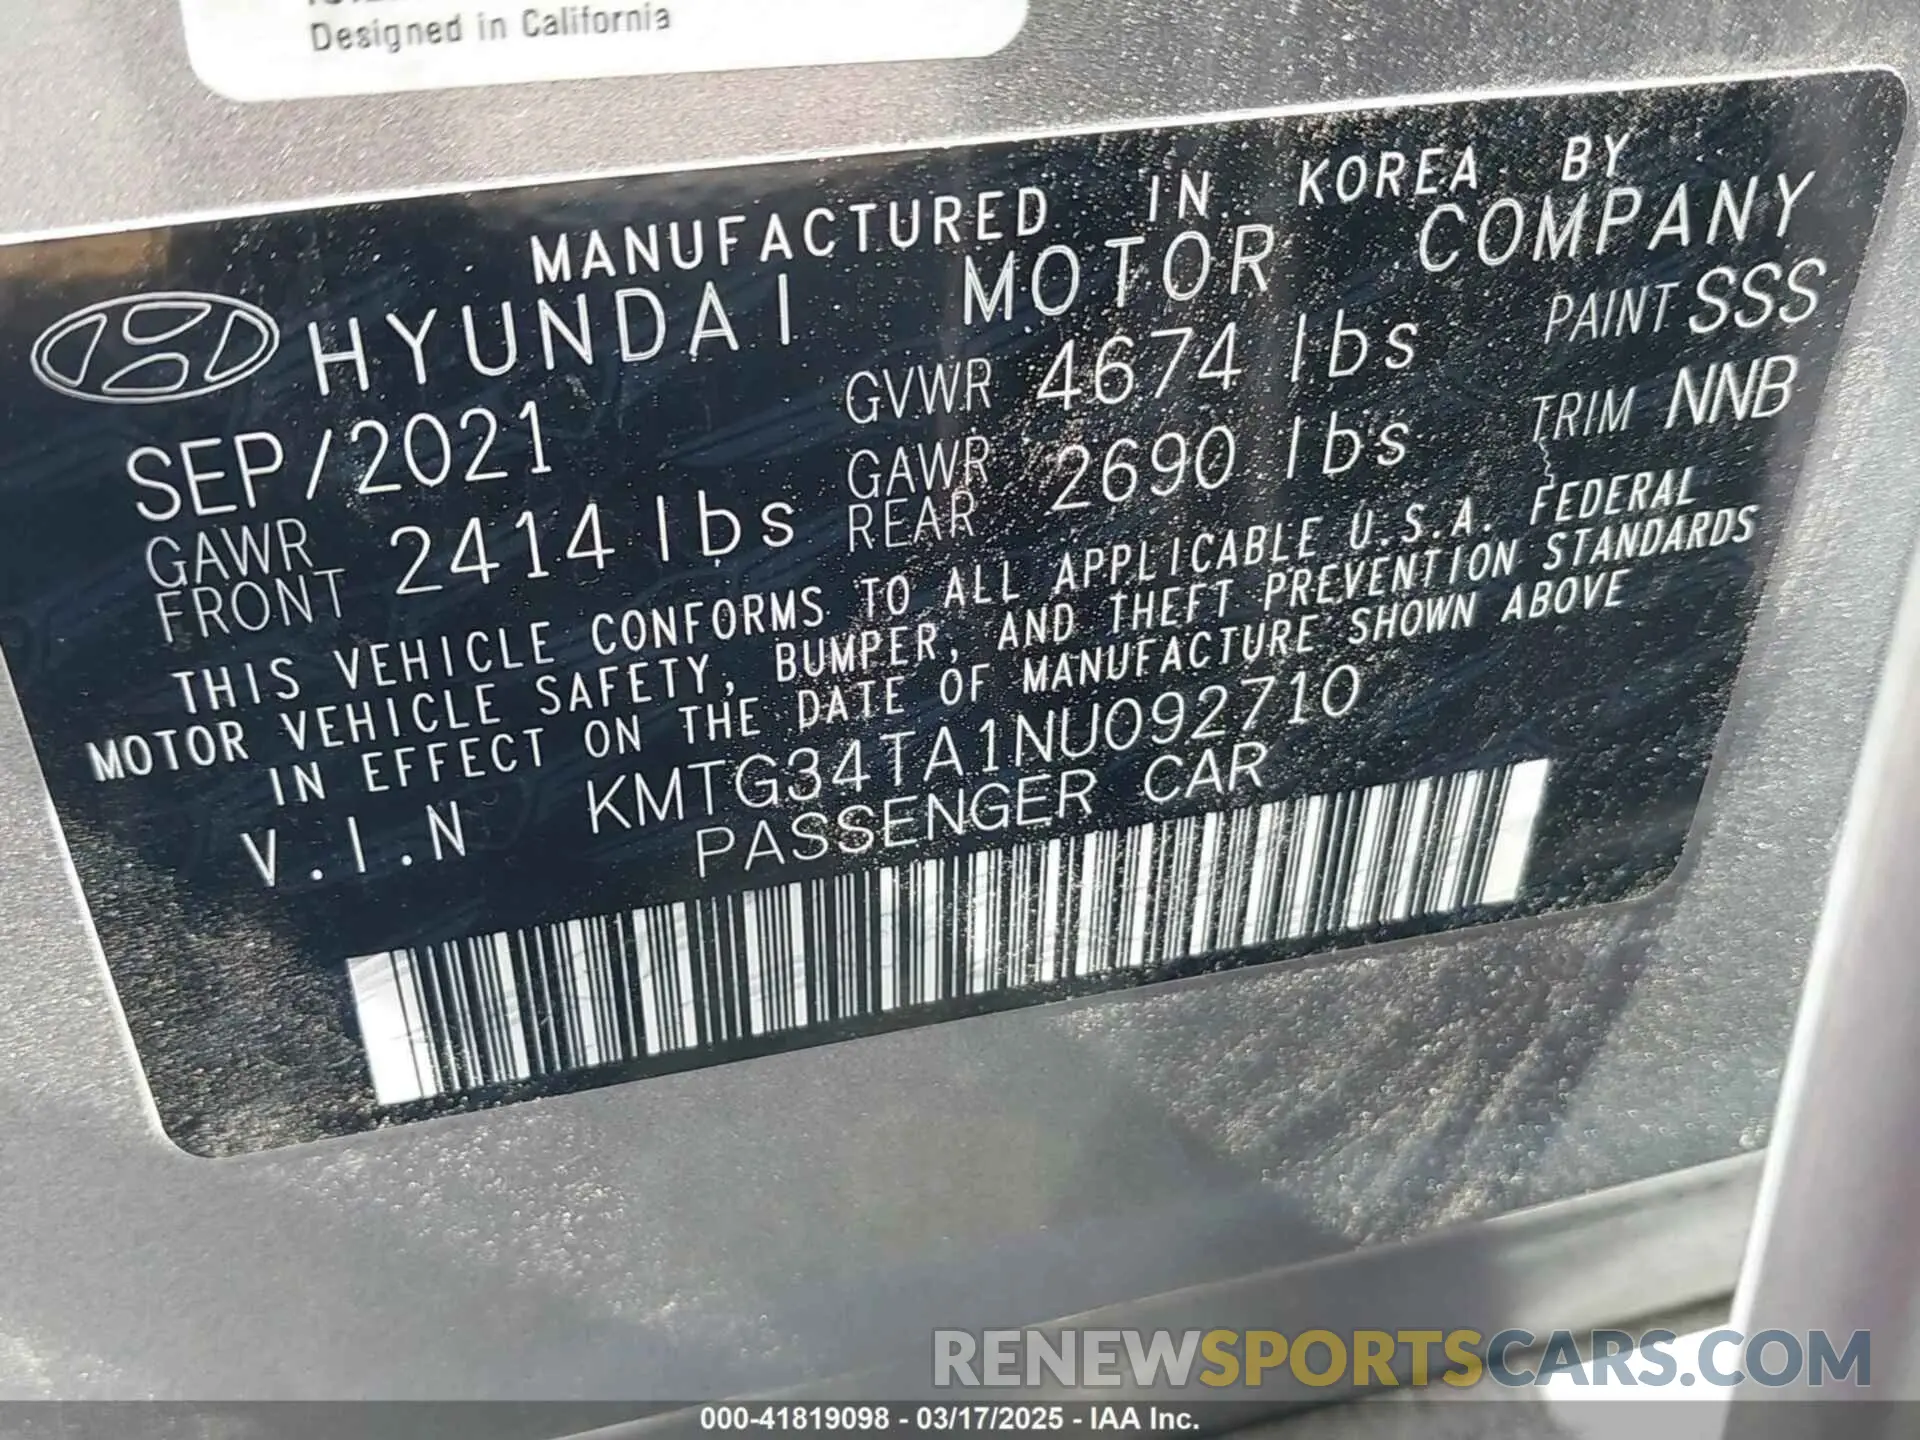 Designed in California
MANUFACTURED IN KOREA BY
HYUNDAI MOTOR COMPANY
SEP/2021 GVWR 4674 lbs PAINT SSS
GAWR FRONT 2414 lbs GAWR REAR 2690 lbs TRIM NNB
THIS VEHICLE CONFORMS TO ALL APPLICABLE U.S.A. FEDERAL
MOTOR VEHICLE SAFETY, BUMPER, AND THEFT PREVENTION STANDARDS
IN EFFECT ON THE DATE OF MANUFACTURE SHOWN ABOVE
V.I.N KMTG34TA1NU092710
PASSENGER CAR
RENEWSPORTSCARS.COM
000-41819098 - 03/17/2025 - IAA Inc.